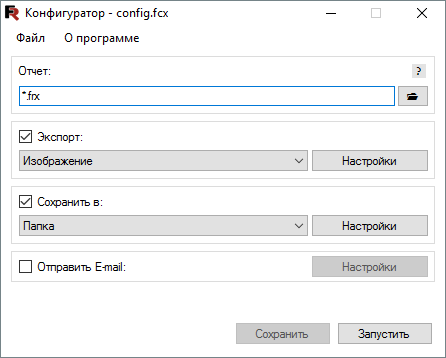 Конфигуратор - config.fcx
Файл О программе
Отчет: ?
*.frx
Экспорт:
Изображение Настройки
Сохранить в:
Папка Настройки
Отправить E-mail: Настройки
Сохранить Запустить